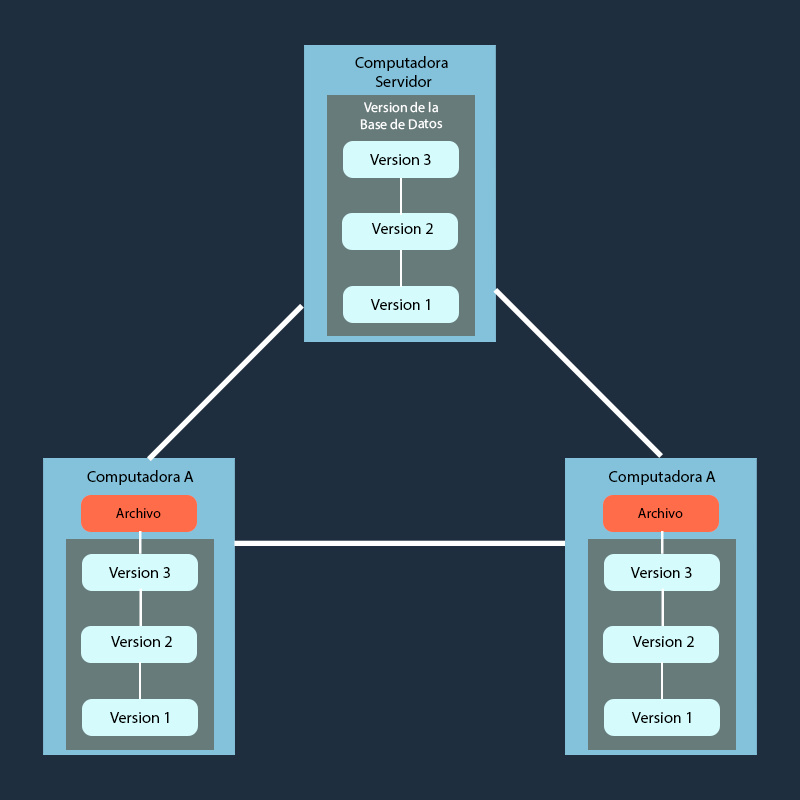 Computadora
Servidor
Version de la
Base de Datos
Version 3
Version 2
Version 1
Computadora A
Archivo
Version 3
Version 2
Version 1
Computadora A
Archivo
Version 3
Version 2
Version 1